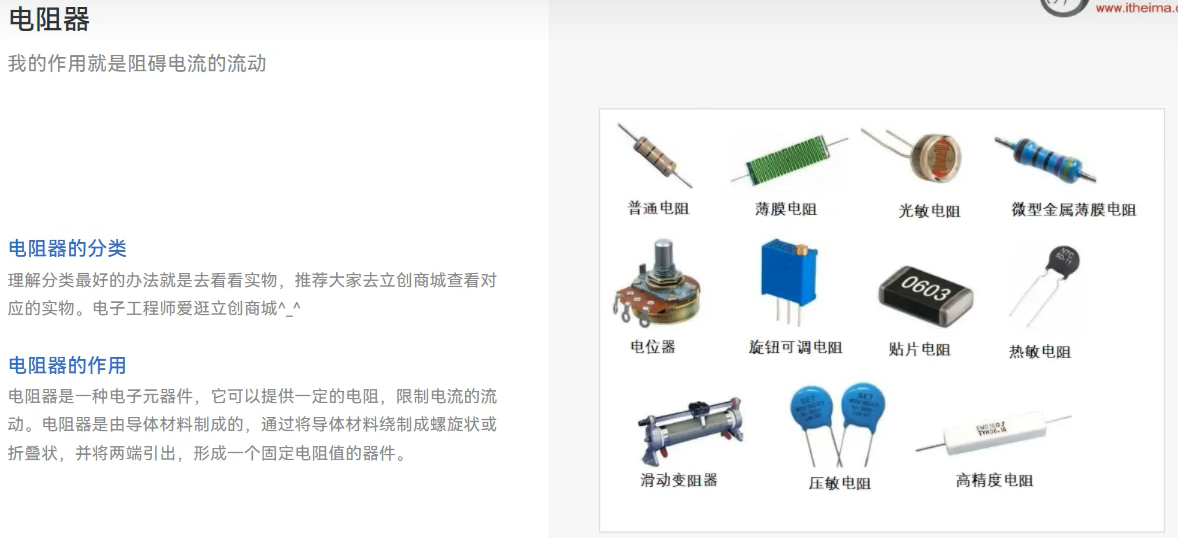 电阻器
www.itheima.c
我的作用就是阻碍电流的流动
普通电阻 薄膜电阻 光敏电阻 微型金属薄膜电阻
电阻器的分类
理解分类最好的办法就是去看看实物，推荐大家去立创商城查看对
应的实物。电子工程师爱逛立创商城^_^
NTC
5D-11
0603
电位器 旋钮可调电阻 贴片电阻 热敏电阻
电阻器的作用
电阻器是一种电子元器件，它可以提供一定的电阻，限制电流的流
动。电阻器是由导体材料制成的，通过将导体材料绕制成螺旋状或
折叠状，并将两端引出，形成一个固定电阻值的器件。
滑动变阻器 压敏电阻 高精度电阻